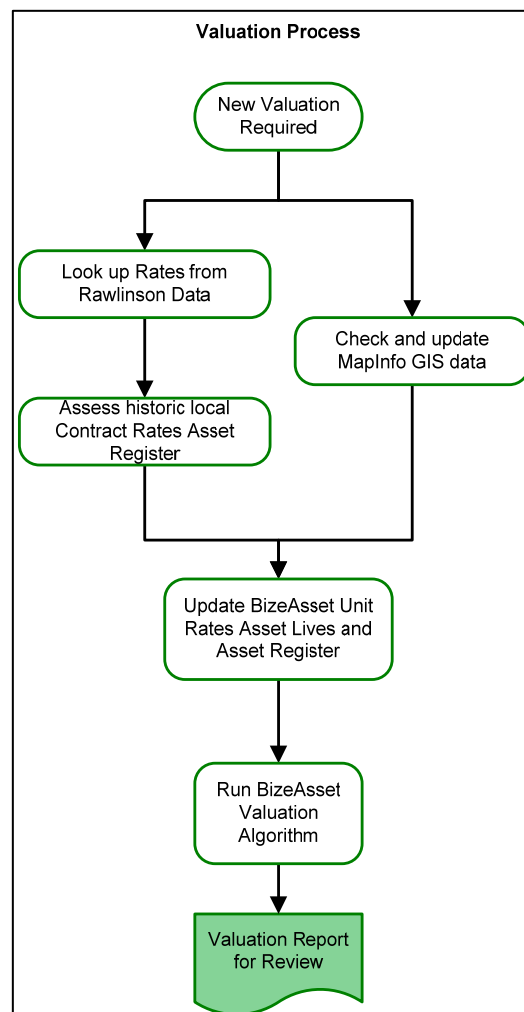 Valuation Process
New Valuation
Required
Look up Rates from
Rawlinson Data
Check and update
MapInfo GIS data
Assess historic local
Contract Rates Asset
Register
Update BizeAsset Unit
Rates Asset Lives and
Asset Register
Run BizeAsset
Valuation
Algorithm
Valuation Report
for Review